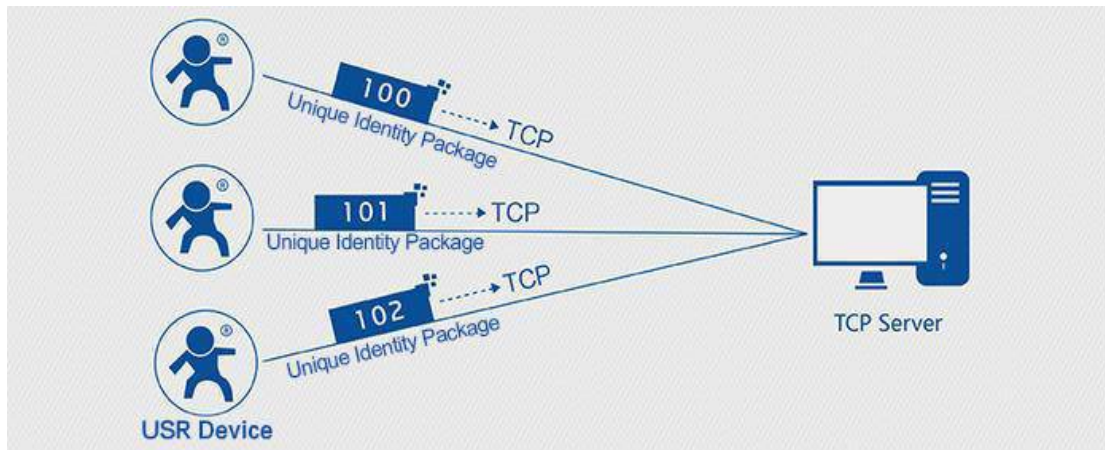 ®
100
Unique Identity Package
TCP
®
101
Unique Identity Package
TCP
®
102
Unique Identity Package
TCP
USR Device
TCP Server